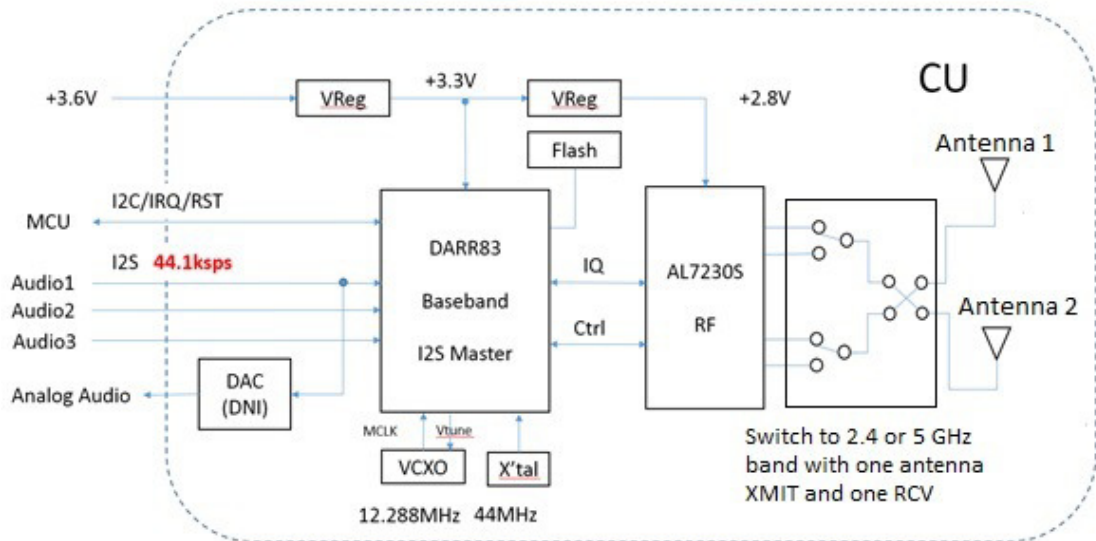 CU
+3.6V
VReg
+3.3V
VReg
+2.8V
Flash
Antenna 1
I2C/IRQ/RST
MCU
DARR83
Baseband
I2S Master
AL7230S
RF
IQ
Ctrl
I2S 44.1ksps
Audio1
Audio2
Audio3
Antenna 2
Analog Audio
DAC
(DNI)
MCLK
Vtune
VCXO
X'tal
12.288MHz
44MHz
Switch to 2.4 or 5 GHz
band with one antenna
XMIT and one RCV